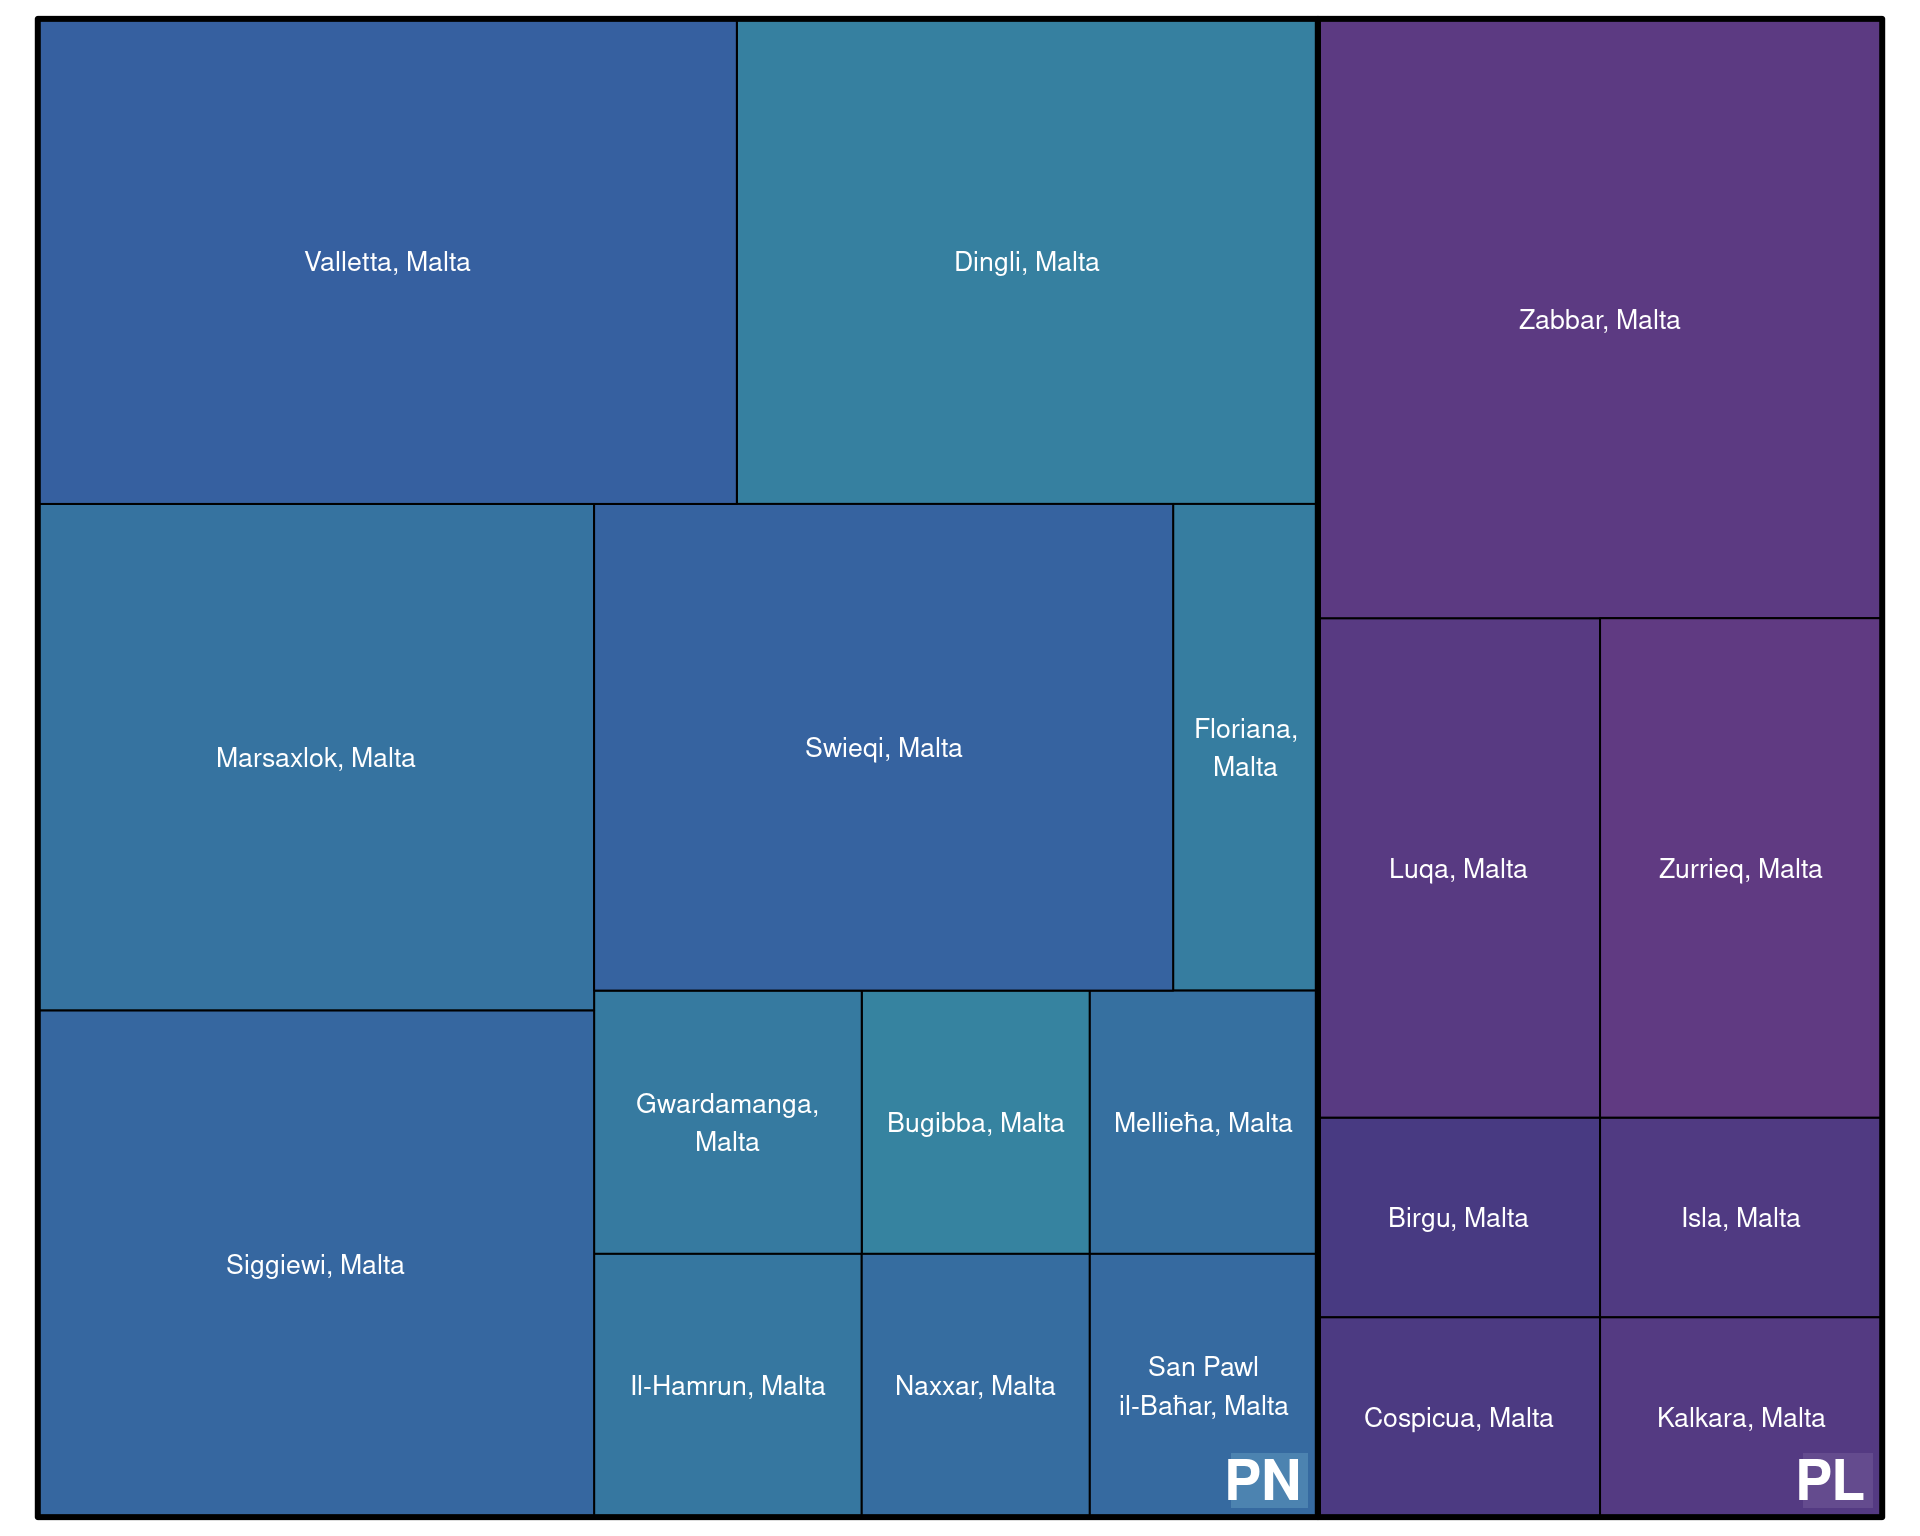 Valletta, Malta
Dingli, Malta
Zabbar, Malta
Marsaxlok, Malta
Swieqi, Malta
Floriana,
Malta
Luqa, Malta
Zurrieq, Malta
Siggiewi, Malta
Gwardamanga,
Malta
Bugibba, Malta
Mellieħa, Malta
Birgu, Malta
Isla, Malta
Il-Hamrun, Malta
Naxxar, Malta
San Pawl
il-Baħar, Malta
Cospicua, Malta
Kalkara, Malta
PN
PL